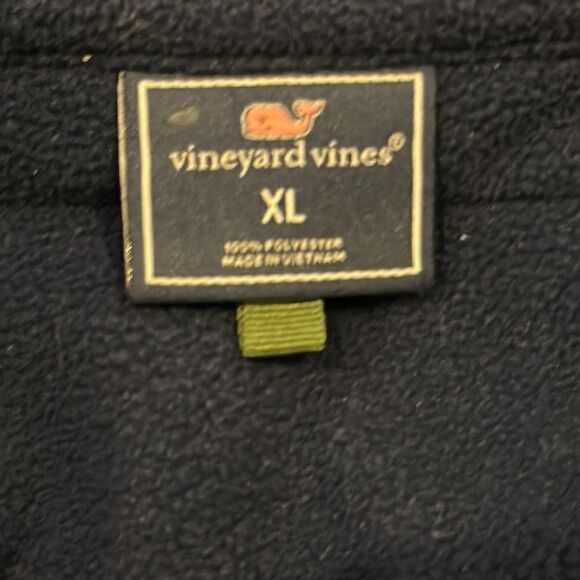 vineyard vines®
XL
100% POLYESTER
MADE IN VIETNAM